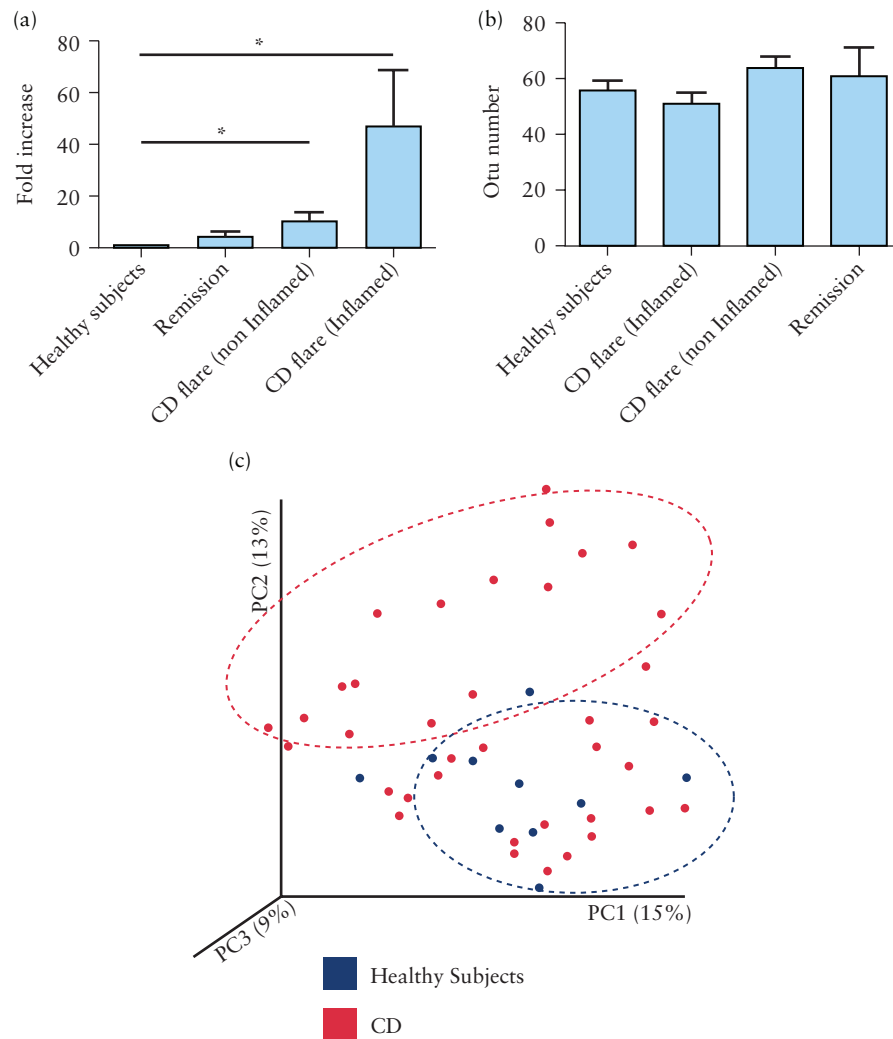 (a)
80
60
40
20
0
Fold increase
*
*
Healthy subjects
Remission
CD flare (non Inflamed)
CD flare (Inflamed)
(b)
80
60
40
20
0
Otu number
Healthy subjects
CD flare (Inflamed)
CD flare (non Inflamed)
Remission
(c)
PC2 (13%)
PC1 (15%)
PC3 (9%)
Healthy Subjects
CD